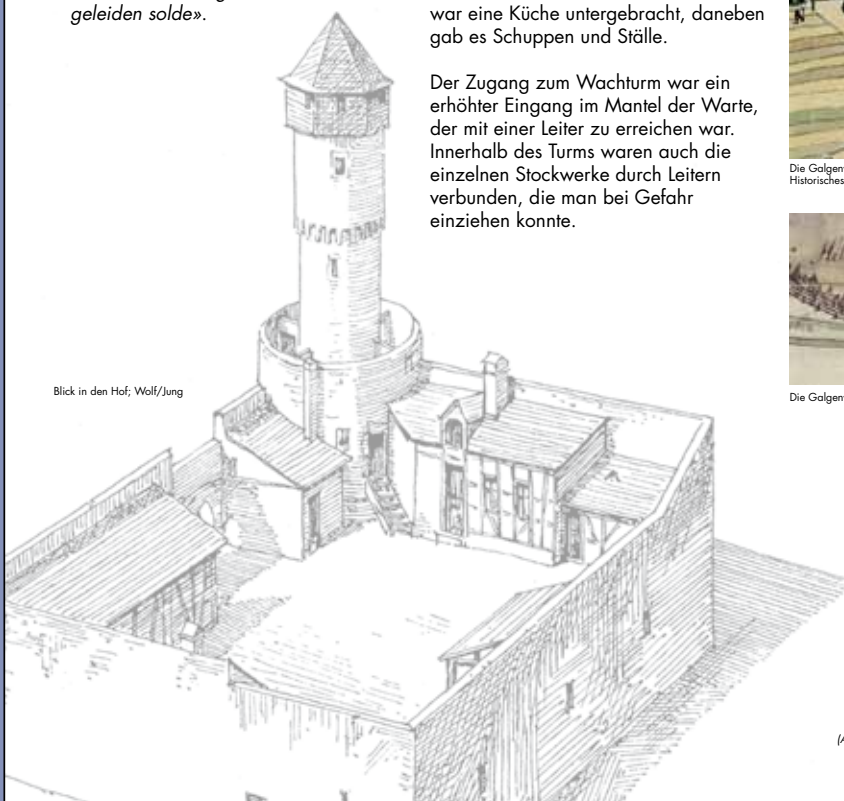 geleiden solde».
war eine Küche untergebracht, daneben
gab es Schuppen und Ställe.
Der Zugang zum Wachturm war ein
erhöhter Eingang im Mantel der Warte,
der mit einer Leiter zu erreichen war.
Innerhalb des Turms waren auch die
einzelnen Stockwerke durch Leitern
verbunden, die man bei Gefahr
einziehen konnte.
Blick in den Hof; Wolf/Jung
Die Galgen
Historisches
Die Galgen